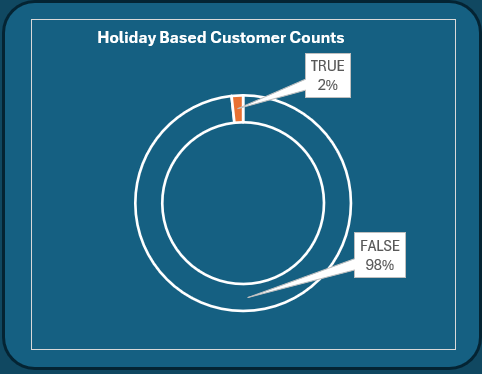 Holiday Based Customer Counts
TRUE
2%
FALSE
98%